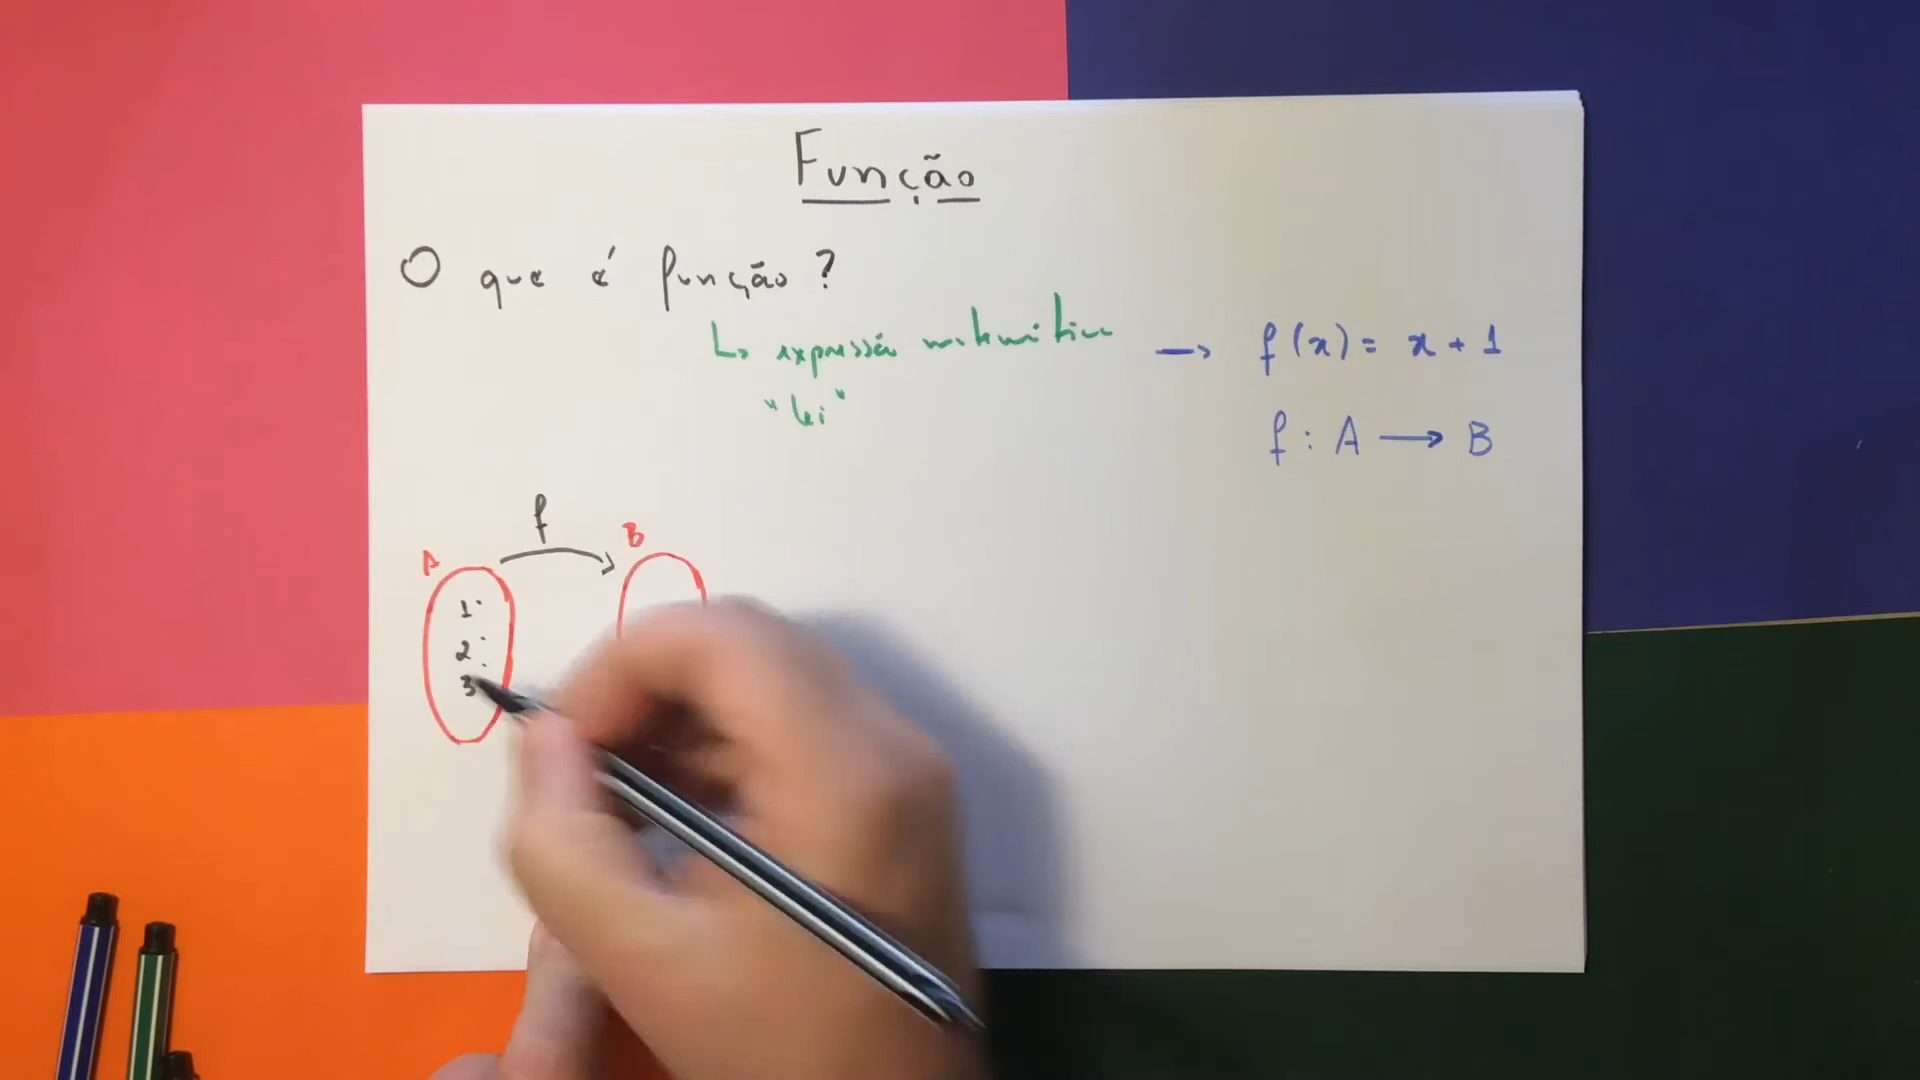 Função
O que é função?
↳ expressão matemática → f(x) = x + 1
"lei"
f : A → B
f
A B
1
2
3